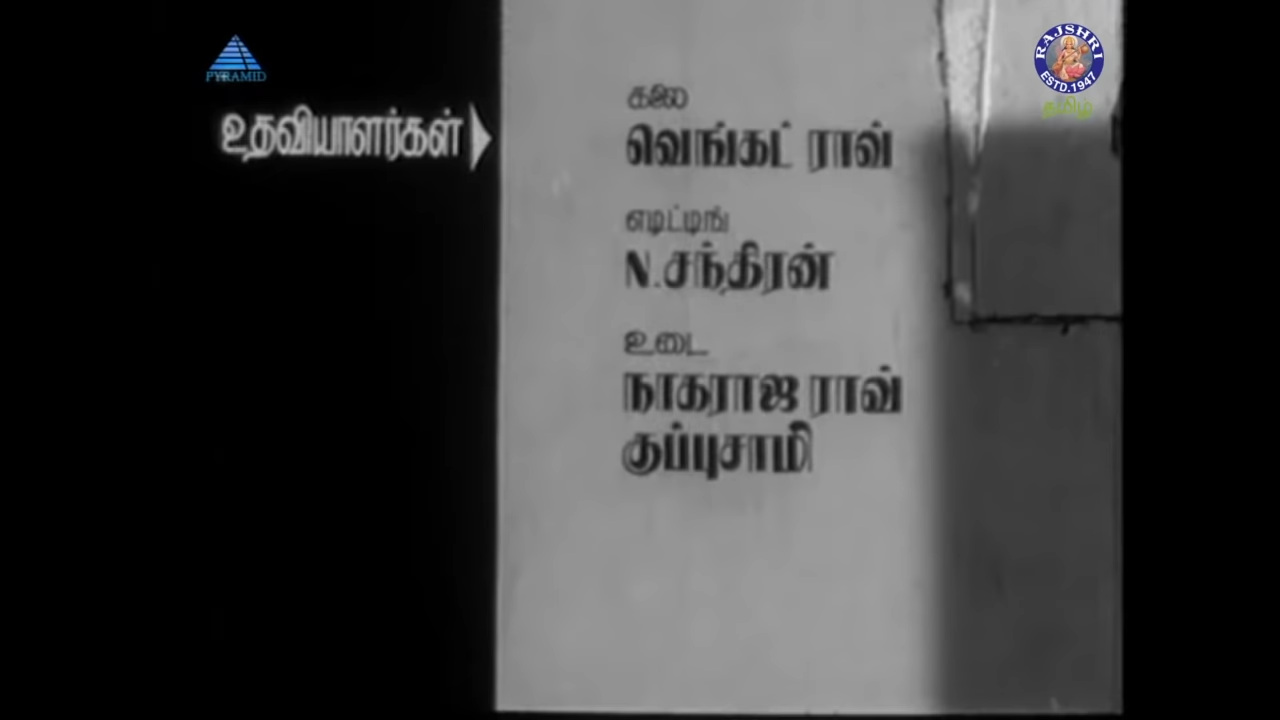 PYRAMID
RAJSHRI
ESTD.1947
தமிழ்
உதவியாளர்கள்
கலை
வெங்கட் ராவ்
எடிட்டிங்
N.சந்திரன்
உடை
நாகராஜ ராவ்
குப்புசாமி